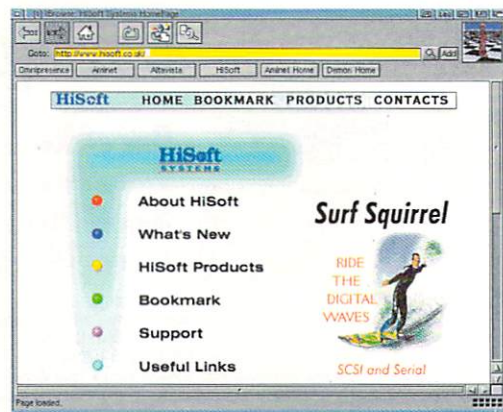 [1] IBrowse: HiSoft Systems HomePage
Goto: http://www.hisoft.co.uk/
Add
Omnipresence Aminet Altavista HiSoft Aminet Home Demon Home
HiSoft HOME BOOKMARK PRODUCTS CONTACTS
HiSoft
SYSTEMS
About HiSoft
What's New
HiSoft Products
Bookmark
Support
Useful Links
Surf Squirrel
RIDE
THE
DIGITAL
WAVES
SCSI and Serial
Page loaded.